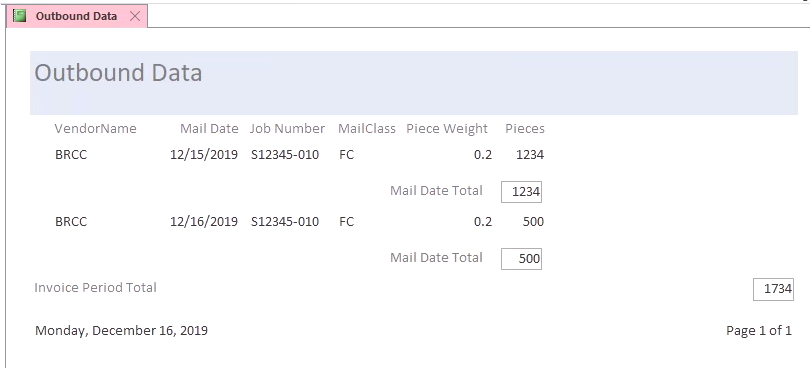 Outbound Data
Outbound Data
VendorName Mail Date Job Number MailClass Piece Weight Pieces
BRCC 12/15/2019 S12345-010 FC 0.2 1234
Mail Date Total 1234
BRCC 12/16/2019 S12345-010 FC 0.2 500
Mail Date Total 500
Invoice Period Total 1734
Monday, December 16, 2019 Page 1 of 1